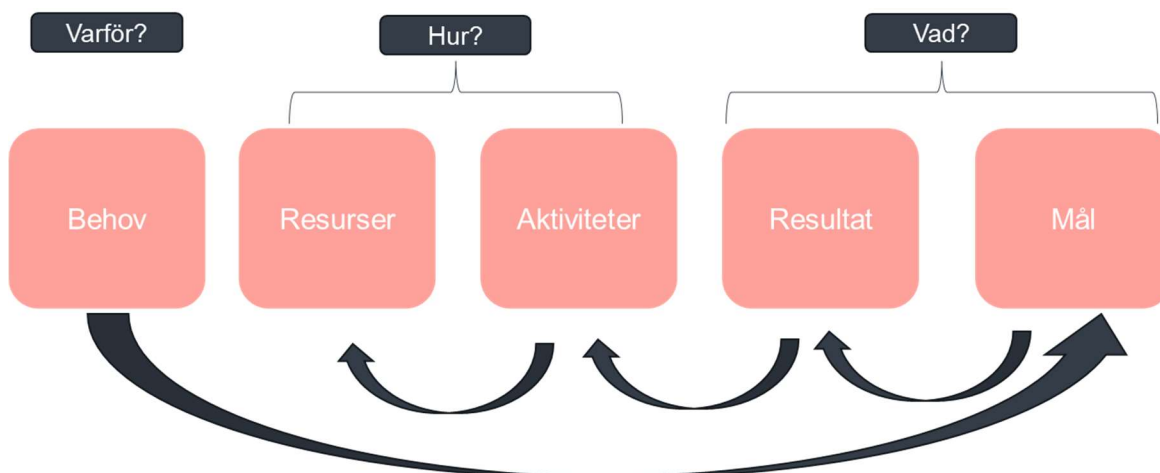 Varför?
Hur?
Vad?
Behov
Resurser
Aktiviteter
Resultat
Mål